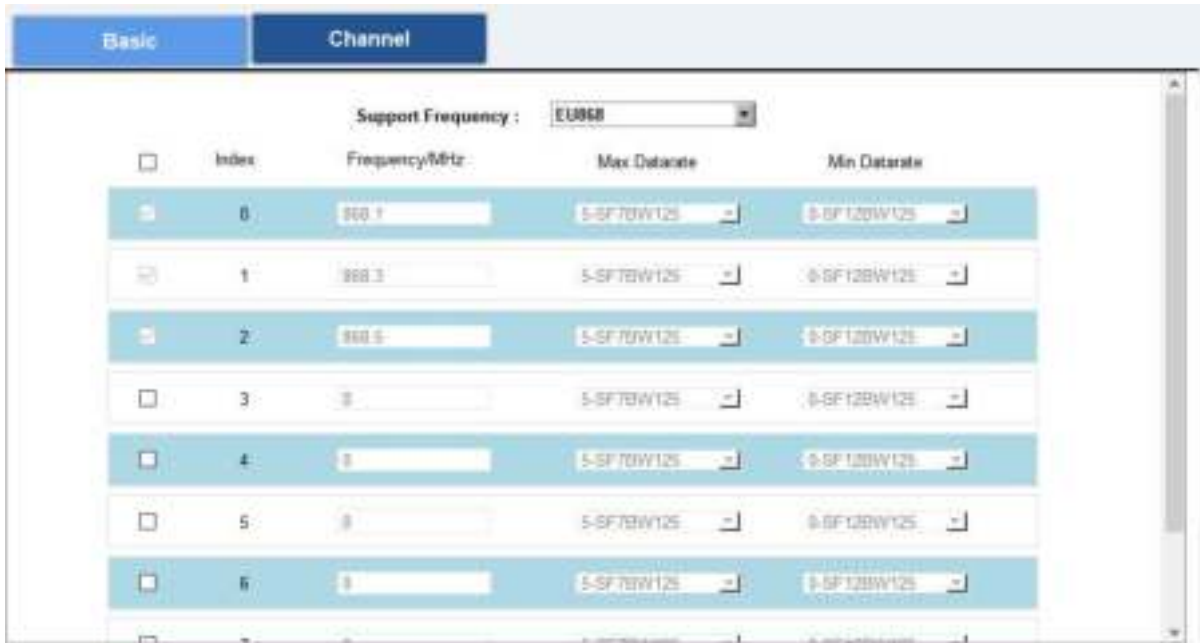 Basic Channel
Support Frequency : EU868
Index Frequency/MHz Max Datarate Min Datarate
0 868.1 5-SF7BW125 0-SF12BW125
1 868.3 5-SF7BW125 0-SF12BW125
2 868.5 5-SF7BW125 0-SF12BW125
3 0 5-SF7BW125 0-SF12BW125
4 0 5-SF7BW125 0-SF12BW125
5 0 5-SF7BW125 0-SF12BW125
6 0 5-SF7BW125 0-SF12BW125